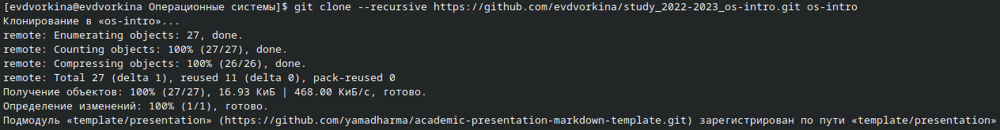 [evdvorkina@evdvorkina Операционные системы]$ git clone --recursive https://github.com/evdvorkina/study_2022-2023_os-intro.git os-intro
Клонирование в «os-intro»...
remote: Enumerating objects: 27, done.
remote: Counting objects: 100% (27/27), done.
remote: Compressing objects: 100% (26/26), done.
remote: Total 27 (delta 1), reused 11 (delta 0), pack-reused 0
Получение объектов: 100% (27/27), 16.93 КиБ | 468.00 КиБ/с, готово.
Определение изменений: 100% (1/1), готово.
Подмодуль «template/presentation» (https://github.com/yamadharma/academic-presentation-markdown-template.git) зарегистрирован по пути «template/presentation»